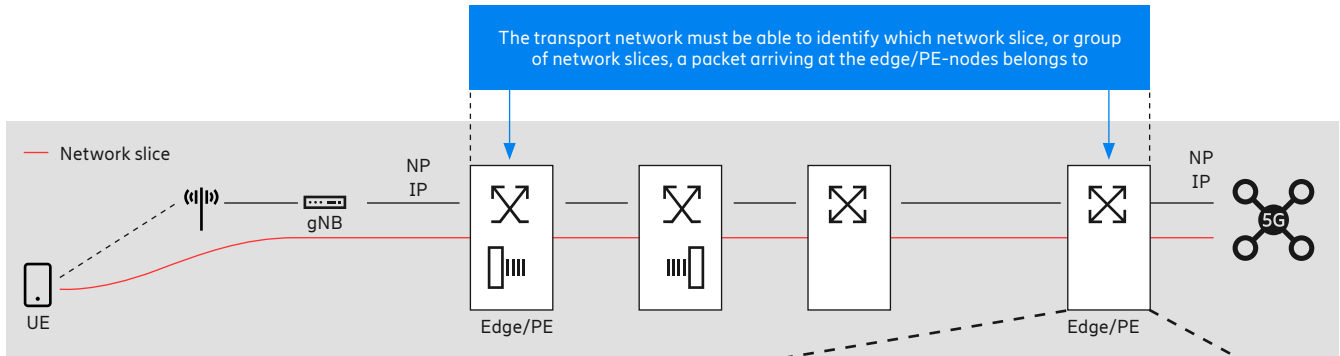 The transport network must be able to identify which network slice, or group
of network slices, a packet arriving at the edge/PE-nodes belongs to
Network slice
NP
IP
NP
IP
gNB
5G
UE
Edge/PE
Edge/PE